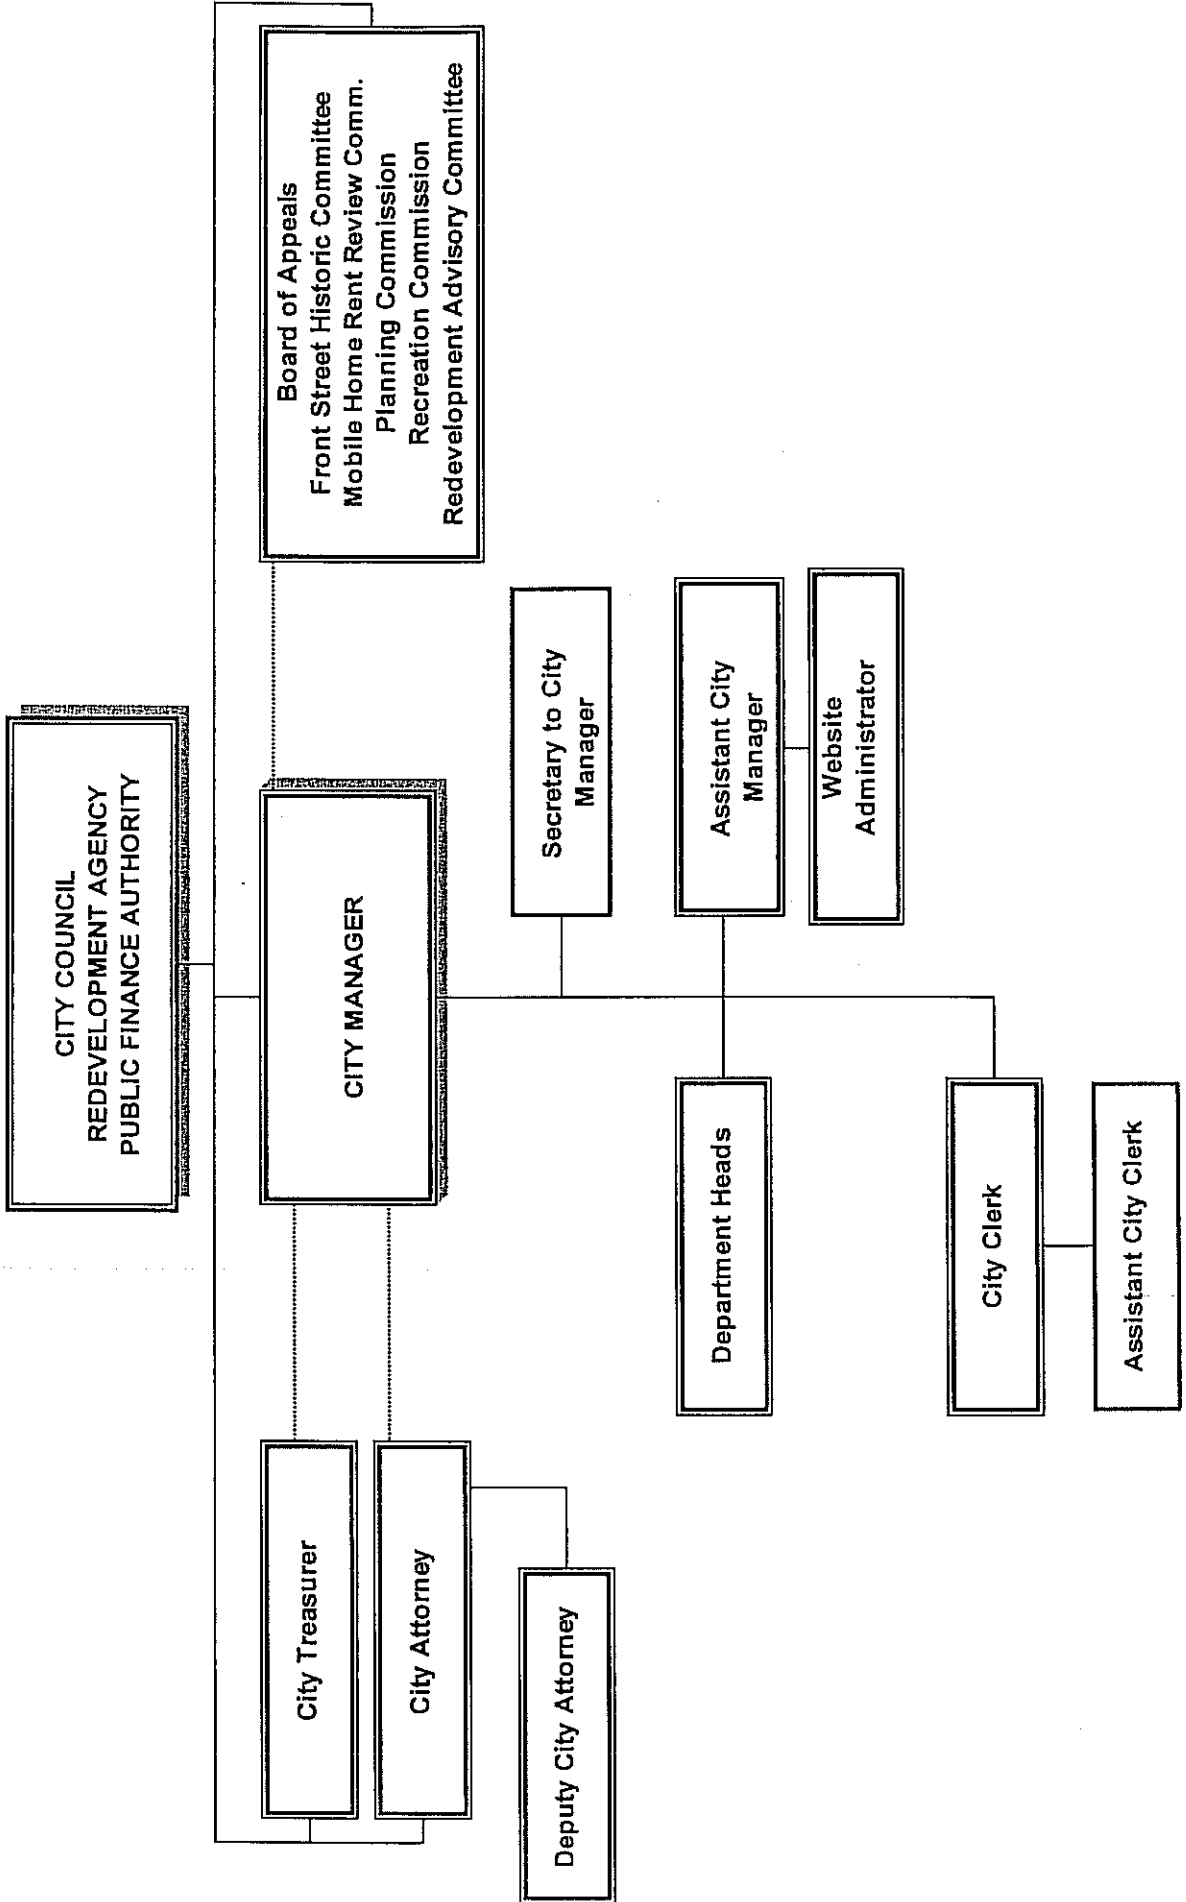 CITY COUNCIL
REDEVELOPMENT AGENCY
PUBLIC FINANCE AUTHORITY
City Treasurer
City Attorney
Deputy City Attorney
CITY MANAGER
Board of Appeals
Front Street Historic Committee
Mobile Home Rent Review Comm.
Planning Commission
Recreation Commission
Redevelopment Advisory Committee
Secretary to City
Manager
Department Heads
Assistant City
Manager
Website
Administrator
City Clerk
Assistant City Clerk